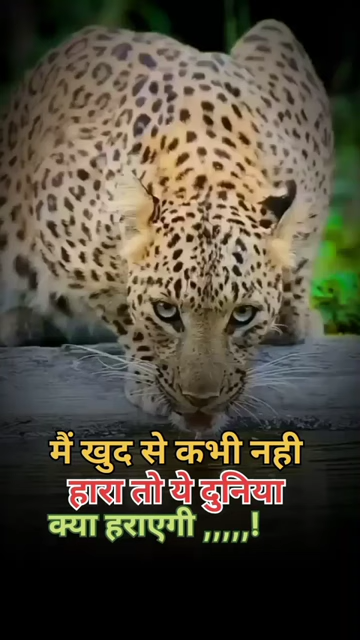 मैं खुद से कभी नही
हारा तो ये दुनिया
क्या हराएगी ,,,,,!